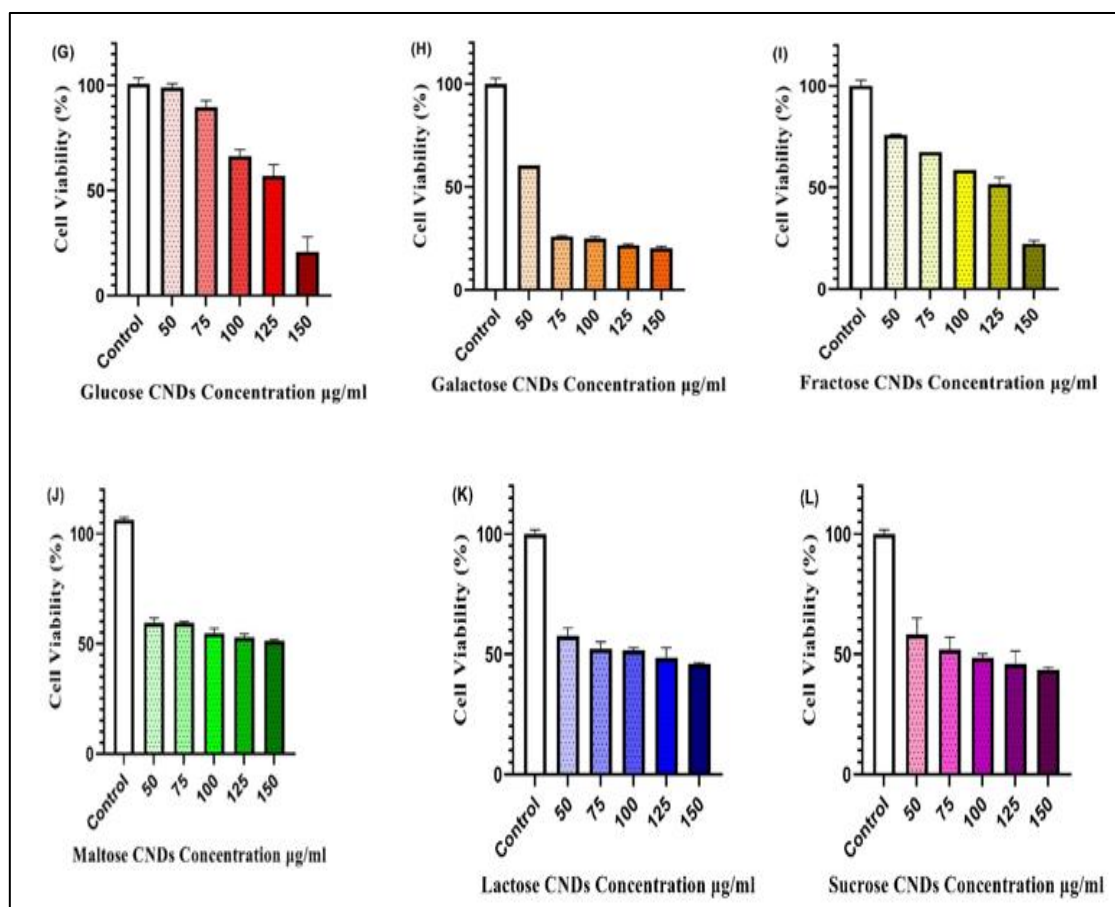 (G)
Cell Viability (%)
100
50
0
Control 50 75 100 125 150
Glucose CNDs Concentration µg/ml
(H)
Cell Viability (%)
100
50
0
Control 50 75 100 125 150
Galactose CNDs Concentration µg/ml
(I)
Cell Viability (%)
100
50
0
Control 50 75 100 125 150
Fractose CNDs Concentration µg/ml
(J)
Cell Viability (%)
100
50
0
Control 50 75 100 125 150
Maltose CNDs Concentration µg/ml
(K)
Cell Viability (%)
100
50
0
Control 50 75 100 125 150
Lactose CNDs Concentration µg/ml
(L)
Cell Viability (%)
100
50
0
Control 50 75 100 125 150
Sucrose CNDs Concentration µg/ml